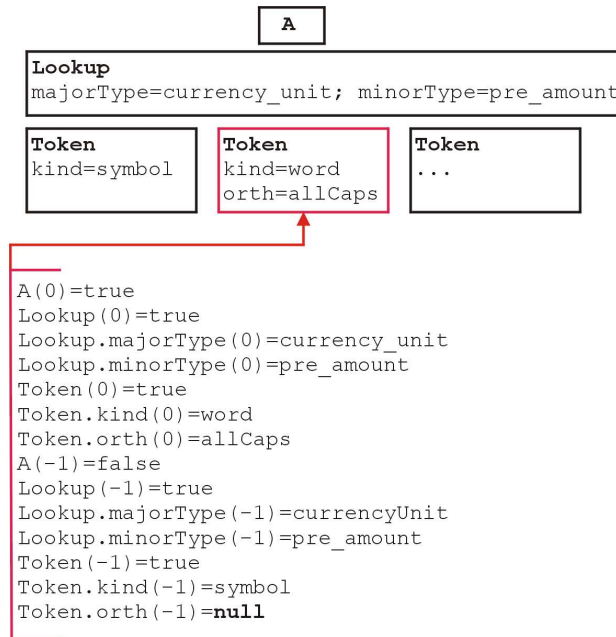 A
Lookup
majorType=currency_unit; minorType=pre_amount
Token
kind=symbol
Token
kind=word
orth=allCaps
Token
...
A(0)=true
Lookup(0)=true
Lookup.majorType(0)=currency_unit
Lookup.minorType(0)=pre_amount
Token(0)=true
Token.kind(0)=word
Token.orth(0)=allCaps
A(-1)=false
Lookup(-1)=true
Lookup.majorType(-1)=currencyUnit
Lookup.minorType(-1)=pre_amount
Token(-1)=true
Token.kind(-1)=symbol
Token.orth(-1)=null